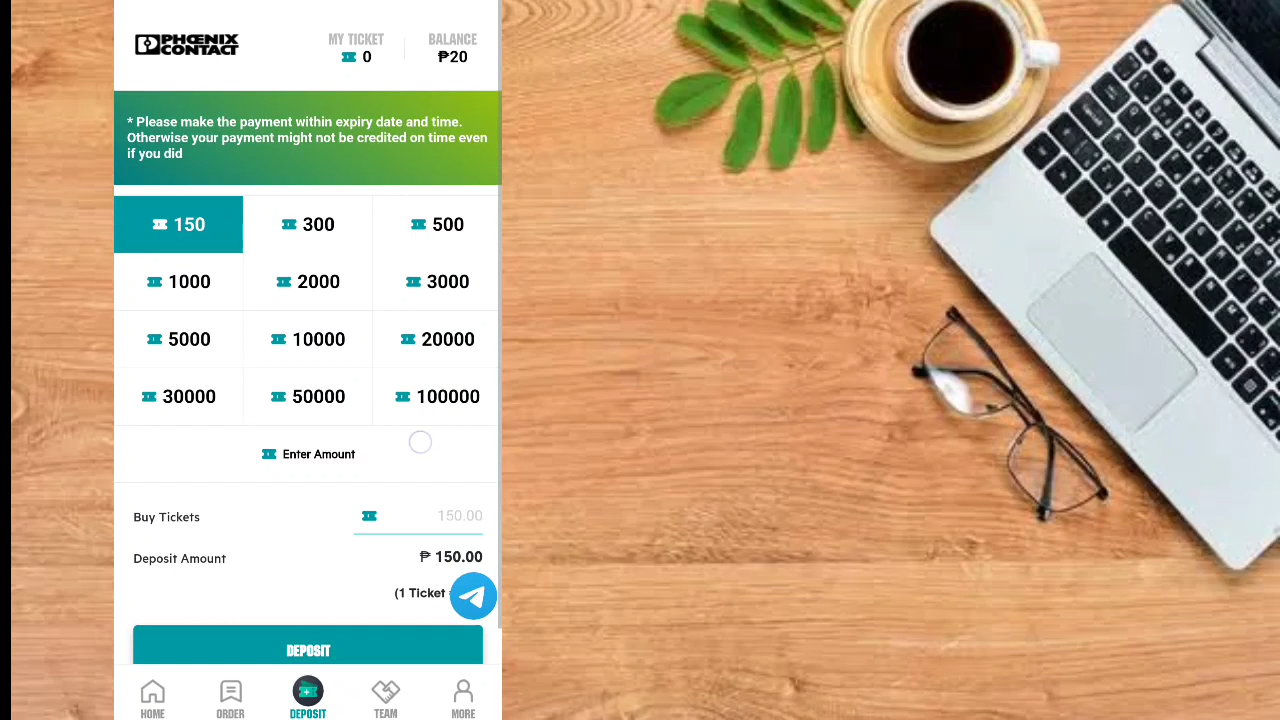 PHŒNIX
CONTACT
MY TICKET
0
BALANCE
₱20
* Please make the payment within expiry date and time.
Otherwise your payment might not be credited on time even
if you did
150
300
500
1000
2000
3000
5000
10000
20000
30000
50000
100000
Enter Amount
Buy Tickets
150.00
Deposit Amount
₱ 150.00
(1 Ticket
DEPOSIT
HOME
ORDER
DEPOSIT
TEAM
MORE